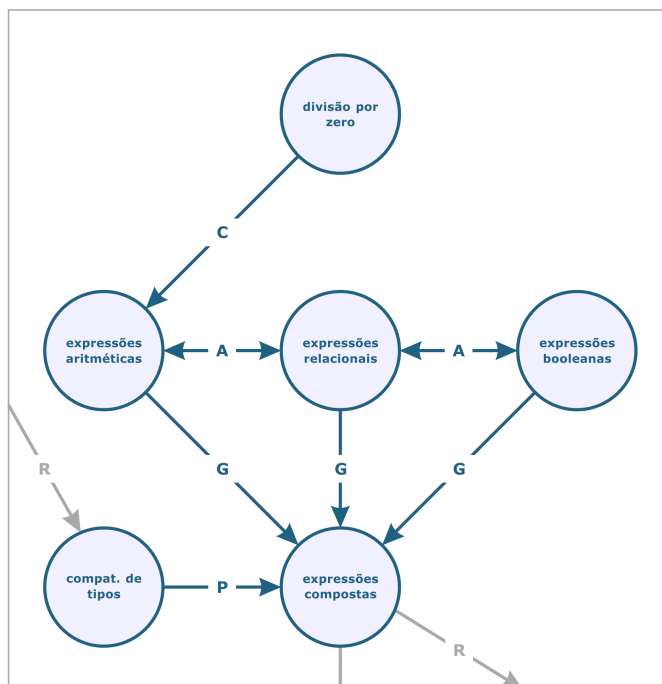 divisão por
zero
C
expressões
aritméticas
A
expressões
relacionais
A
expressões
booleanas
R
G
G
G
compat. de
tipos
P
expressões
compostas
R